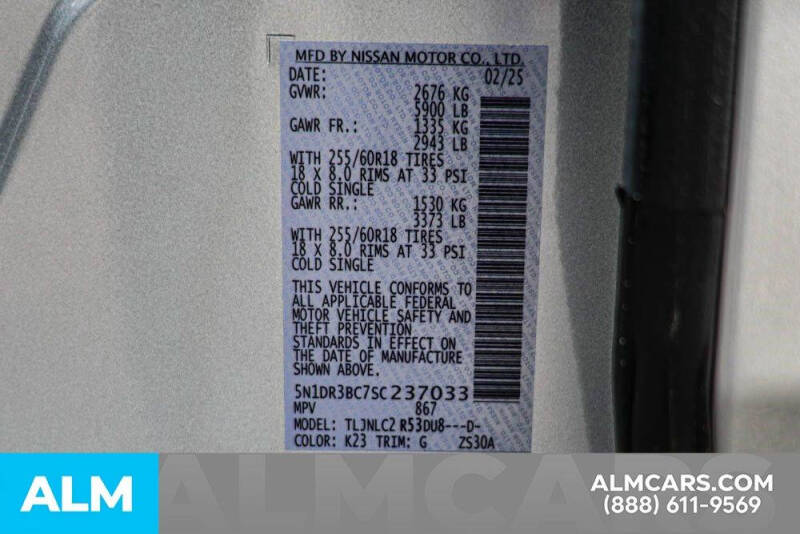 MFD BY NISSAN MOTOR CO., LTD.
DATE: 02/25
GVWR: 2676 KG
5900 LB
GAWR FR.: 1335 KG
2943 LB
WITH 255/60R18 TIRES
18 X 8.0 RIMS AT 33 PSI
COLD SINGLE
GAWR RR.: 1530 KG
3373 LB
WITH 255/60R18 TIRES
18 X 8.0 RIMS AT 33 PSI
COLD SINGLE
THIS VEHICLE CONFORMS TO
ALL APPLICABLE FEDERAL
MOTOR VEHICLE SAFETY AND
THEFT PREVENTION
STANDARDS IN EFFECT ON
THE DATE OF MANUFACTURE
SHOWN ABOVE.
5N1DR3BC7SC237033
MPV 867
MODEL: TLJNLC2 R53DU8---D-
COLOR: K23 TRIM: G ZS30A
ALM
ALMCARS
ALMCARS.COM
(888) 611-9569